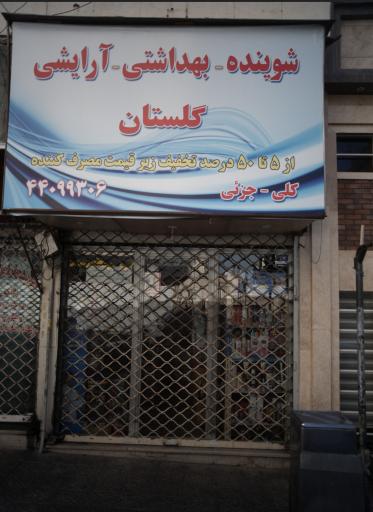 شوینده - بهداشتی - آرایشی
گلستان
از ۵ تا ۵۰ درصد تخفیف زیر قیمت مصرف کننده
کلی - جزئی
۴۴۰۹۹۳۰۶